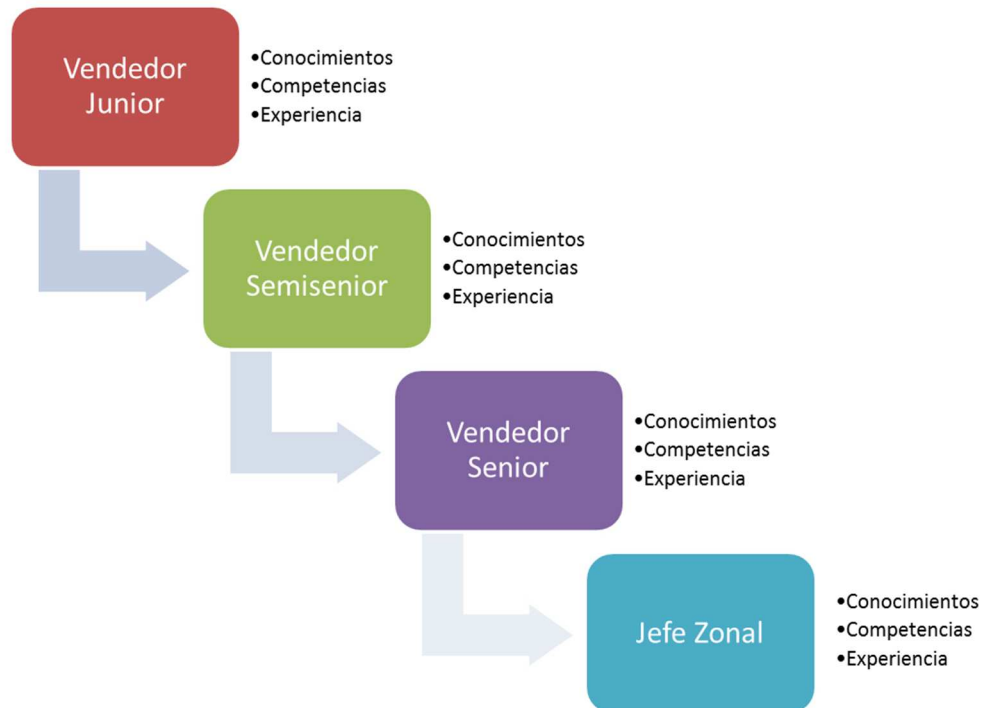 Vendedor
Junior
•Conocimientos
•Competencias
•Experiencia
Vendedor
Semisenior
•Conocimientos
•Competencias
•Experiencia
Vendedor
Senior
•Conocimientos
•Competencias
•Experiencia
Jefe Zonal
•Conocimientos
•Competencias
•Experiencia